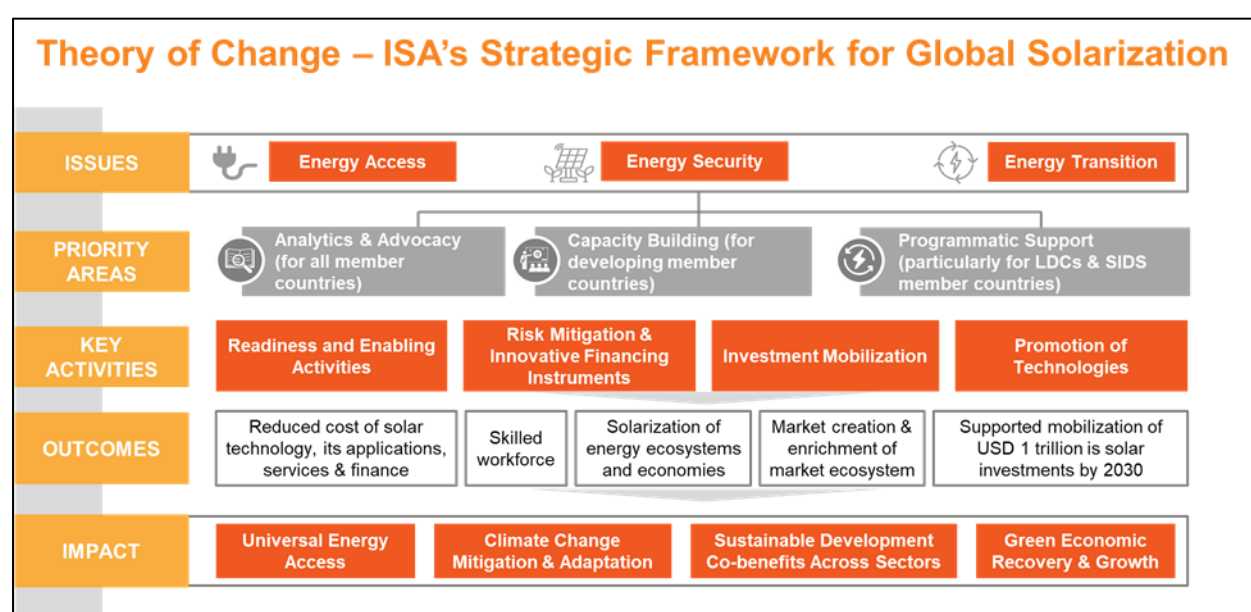 Theory of Change – ISA's Strategic Framework for Global Solarization
ISSUES
Energy Access
Energy Security
Energy Transition
PRIORITY
AREAS
Analytics & Advocacy
(for all member
countries)
Capacity Building (for
developing member
countries)
Programmatic Support
(particularly for LDCs & SIDS
member countries)
KEY
ACTIVITIES
Readiness and Enabling
Activities
Risk Mitigation &
Innovative Financing
Instruments
Investment Mobilization
Promotion of
Technologies
OUTCOMES
Reduced cost of solar
technology, its applications,
services & finance
Skilled
workforce
Solarization of
energy ecosystems
and economies
Market creation &
enrichment of
market ecosystem
Supported mobilization of
USD 1 trillion is solar
investments by 2030
IMPACT
Universal Energy
Access
Climate Change
Mitigation & Adaptation
Sustainable Development
Co-benefits Across Sectors
Green Economic
Recovery & Growth